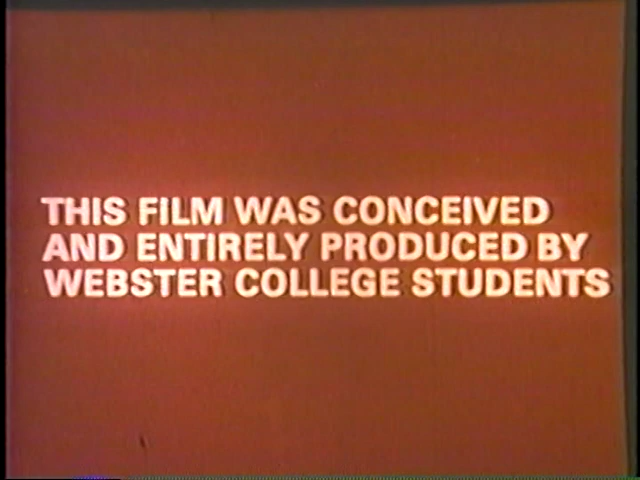 THIS FILM WAS CONCEIVED
AND ENTIRELY PRODUCED BY
WEBSTER COLLEGE STUDENTS